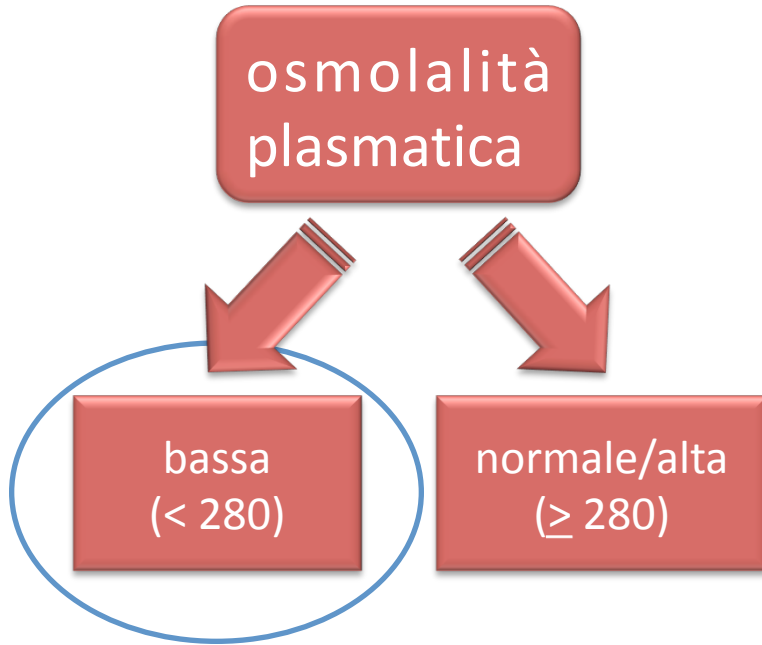 osmolalità
plasmatica
bassa
(< 280)
normale/alta
(≥ 280)